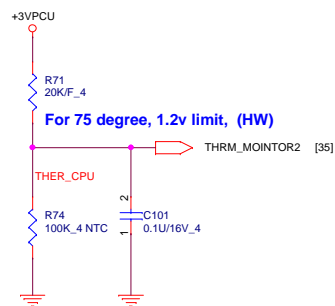 +3VPCU
R71
20K/F_4
For 75 degree, 1.2v limit, (HW)
THRM_MOINTOR2 [35]
THER_CPU
R74
100K_4 NTC
2
1
C101
0.1U/16V_4